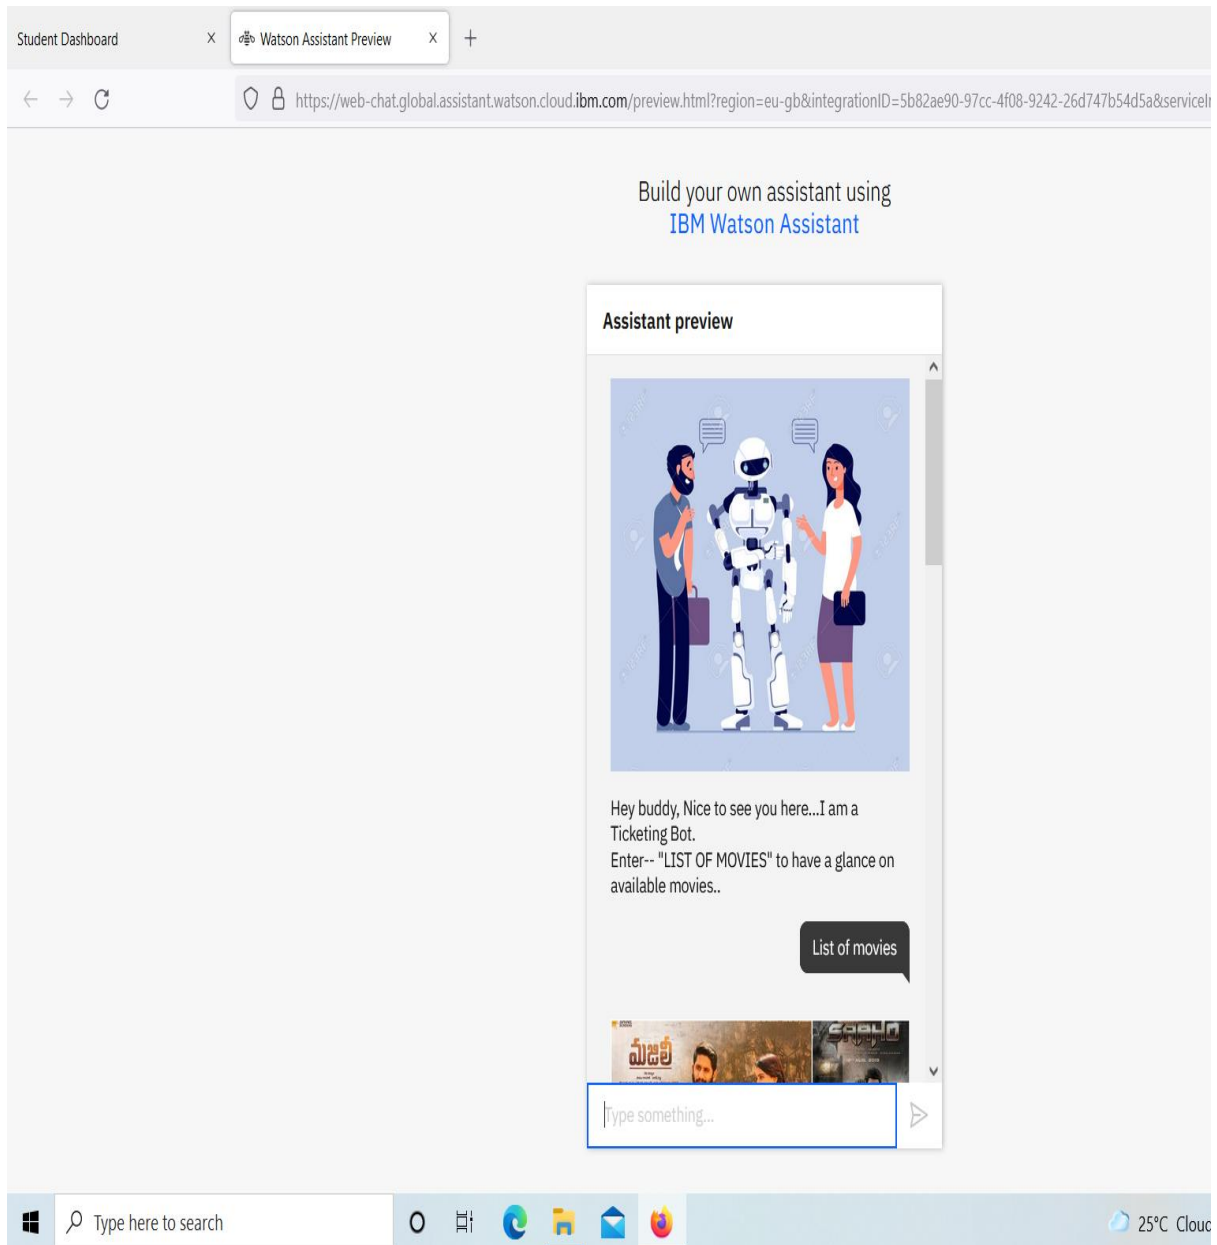 Student Dashboard
Watson Assistant Preview
https://web-chat.global.assistant.watson.cloud.ibm.com/preview.html?region=eu-gb&integrationID=5b82ae90-97cc-4f08-9242-26d747b54d5a&serviceIn
Build your own assistant using
IBM Watson Assistant
Assistant preview
Hey buddy, Nice to see you here...I am a
Ticketing Bot.
Enter-- "LIST OF MOVIES" to have a glance on
available movies..
List of movies
మజిలీ
SAAHO
Type something...
Type here to search
25°C Cloud